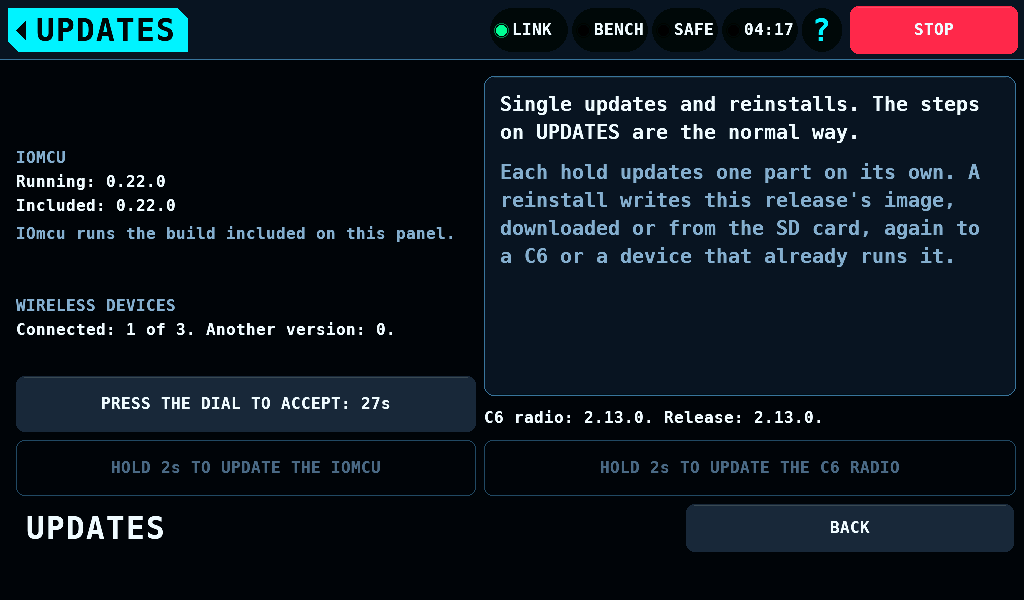 UPDATES
LINK
BENCH
SAFE
04:17
?
STOP
IOMCU
Running: 0.22.0
Included: 0.22.0
IOmcu runs the build included on this panel.
WIRELESS DEVICES
Connected: 1 of 3. Another version: 0.
PRESS THE DIAL TO ACCEPT: 27s
HOLD 2s TO UPDATE THE IOMCU
Single updates and reinstalls. The steps
on UPDATES are the normal way.
Each hold updates one part on its own. A
reinstall writes this release's image,
downloaded or from the SD card, again to
a C6 or a device that already runs it.
C6 radio: 2.13.0. Release: 2.13.0.
HOLD 2s TO UPDATE THE C6 RADIO
UPDATES
BACK